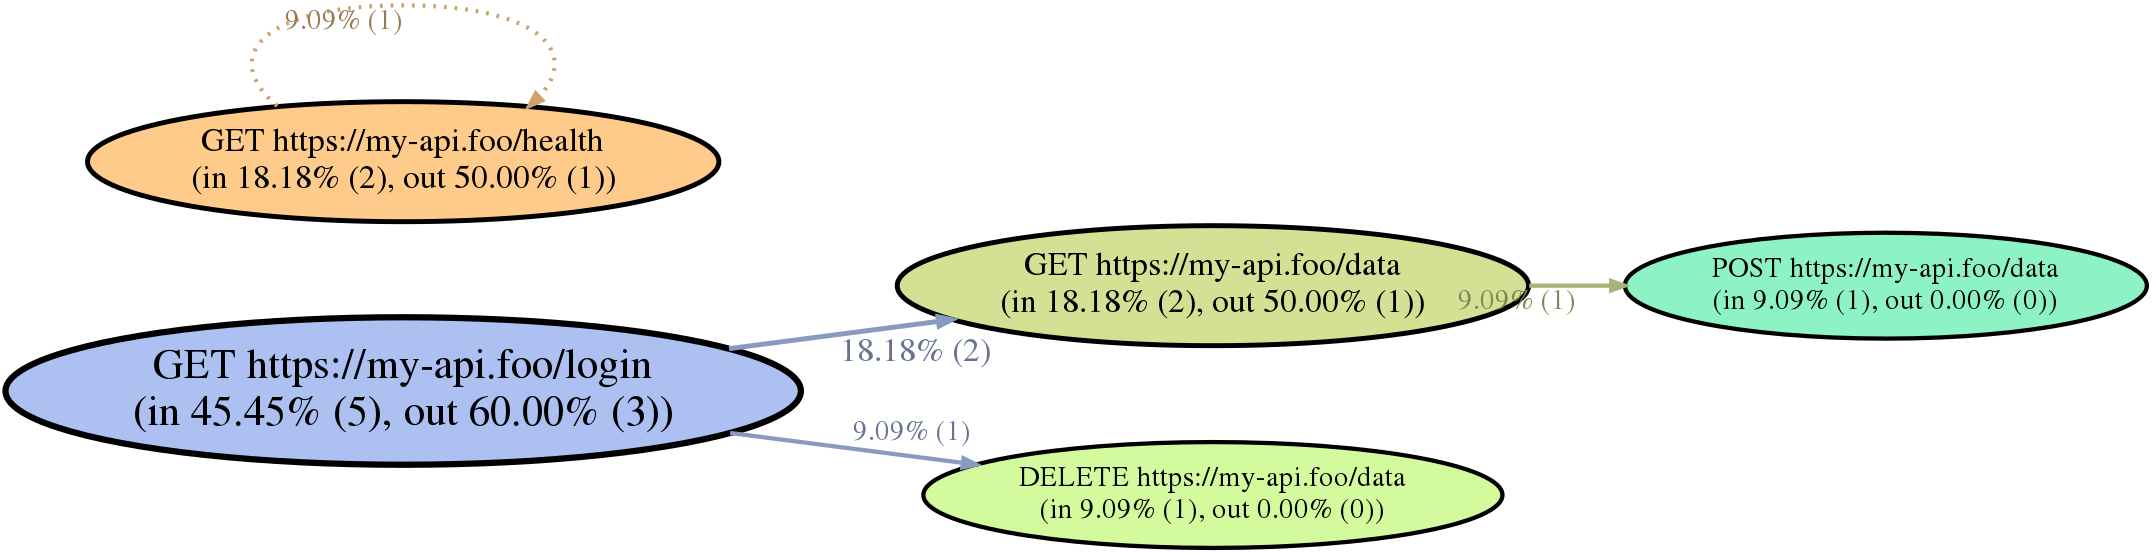 9.09% (1)
GET https://my-api.foo/health
(in 18.18% (2), out 50.00% (1))
GET https://my-api.foo/data
(in 18.18% (2), out 50.00% (1))
9.09% (1)
POST https://my-api.foo/data
(in 9.09% (1), out 0.00% (0))
GET https://my-api.foo/login
(in 45.45% (5), out 60.00% (3))
18.18% (2)
9.09% (1)
DELETE https://my-api.foo/data
(in 9.09% (1), out 0.00% (0))